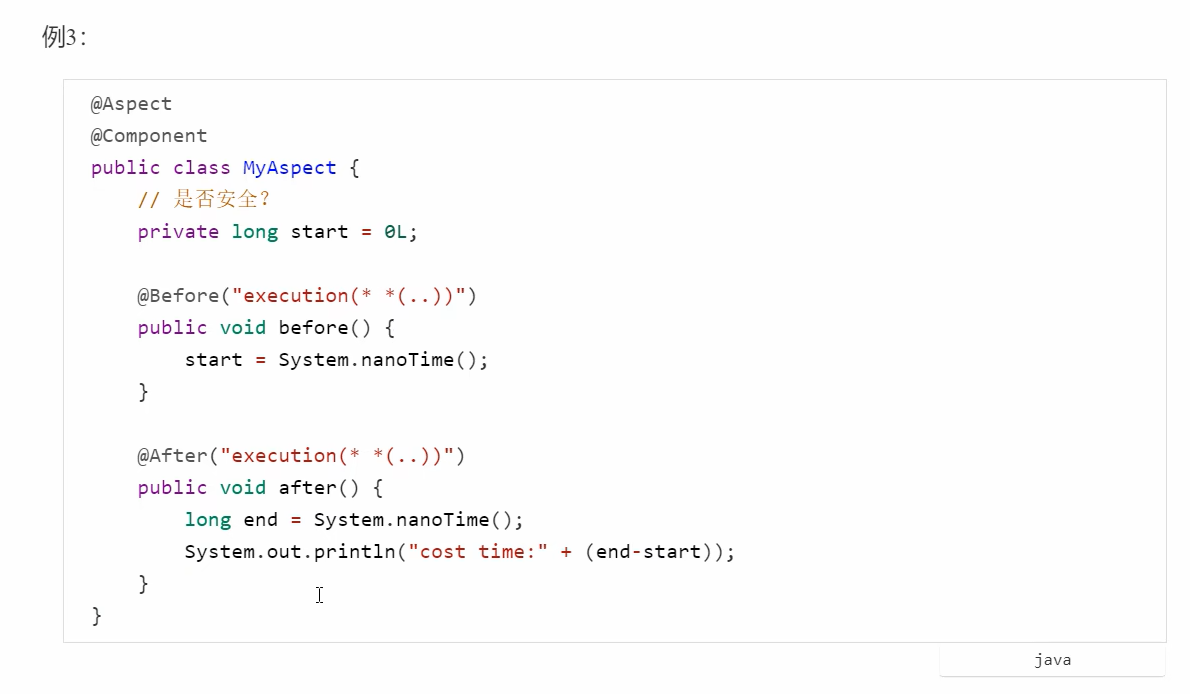 例3：
@Aspect
@Component
public class MyAspect {
    // 是否安全？
    private long start = 0L;

    @Before("execution(* *(..))")
    public void before() {
        start = System.nanoTime();
    }

    @After("execution(* *(..))")
    public void after() {
        long end = System.nanoTime();
        System.out.println("cost time:" + (end-start));
    }
}
java